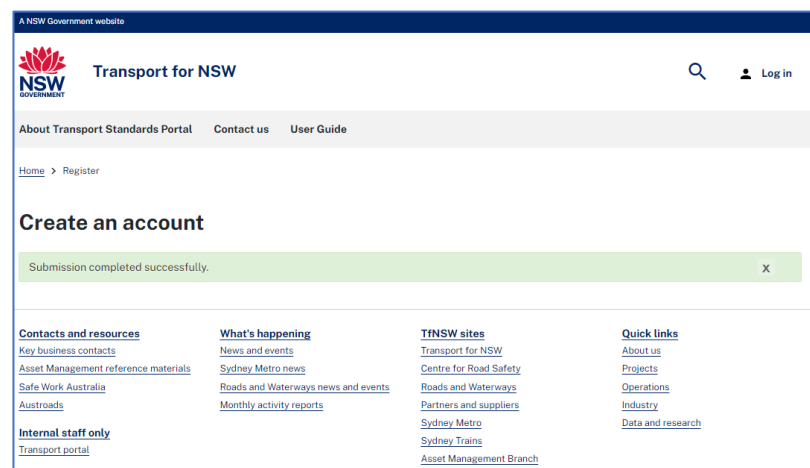 A NSW Government website
NSW
GOVERNMENT
Transport for NSW
Log in
About Transport Standards Portal
Contact us
User Guide
Home > Register
Create an account
Submission completed successfully.
X
Contacts and resources
Key business contacts
Asset Management reference materials
Safe Work Australia
Austroads
Internal staff only
Transport portal
What's happening
News and events
Sydney Metro news
Roads and Waterways news and events
Monthly activity reports
TfNSW sites
Transport for NSW
Centre for Road Safety
Roads and Waterways
Partners and suppliers
Sydney Metro
Sydney Trains
Asset Management Branch
Quick links
About us
Projects
Operations
Industry
Data and research